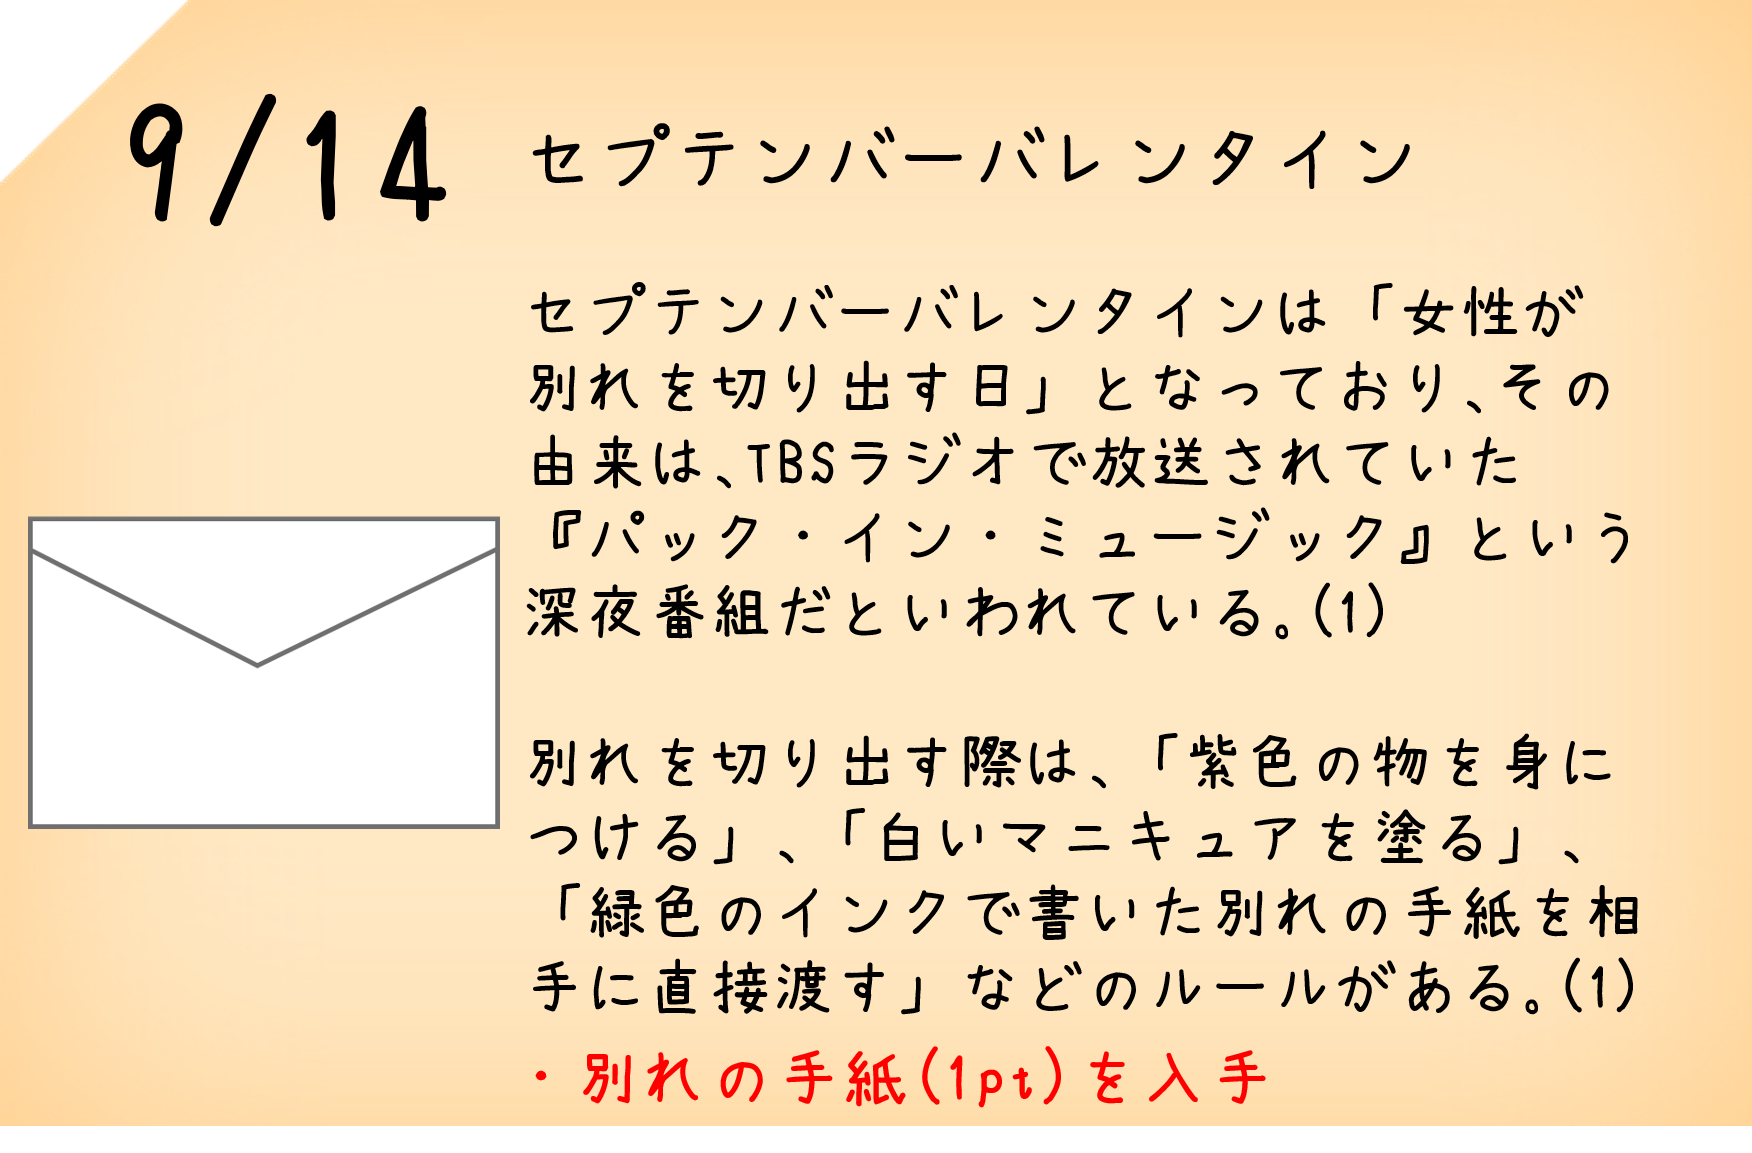 9/14 セプテンバーバレンタイン
セプテンバーバレンタインは「女性が
別れを切り出す日」となっており、その
由来は、TBSラジオで放送されていた
『パック・イン・ミュージック』という
深夜番組だといわれている。(1)
別れを切り出す際は、「紫色の物を身に
つける」、「白いマニキュアを塗る」、
「緑色のインクで書いた別れの手紙を相
手に直接渡す」などのルールがある。(1)
・別れの手紙(1pt)を入手